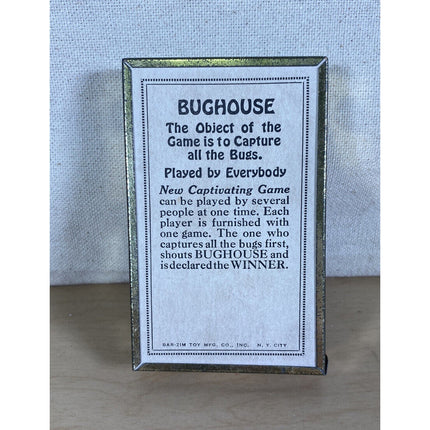 BUGHOUSE
The Object of the
Game is to Capture
all the Bugs.
Played by Everybody
New Captivating Game
can be played by several
people at one time. Each
player is furnished with
one game. The one who
captures all the bugs first,
shouts BUGHOUSE and
is declared the WINNER.
BAR-ZIM TOY MFG. CO., INC. N. Y. CITY